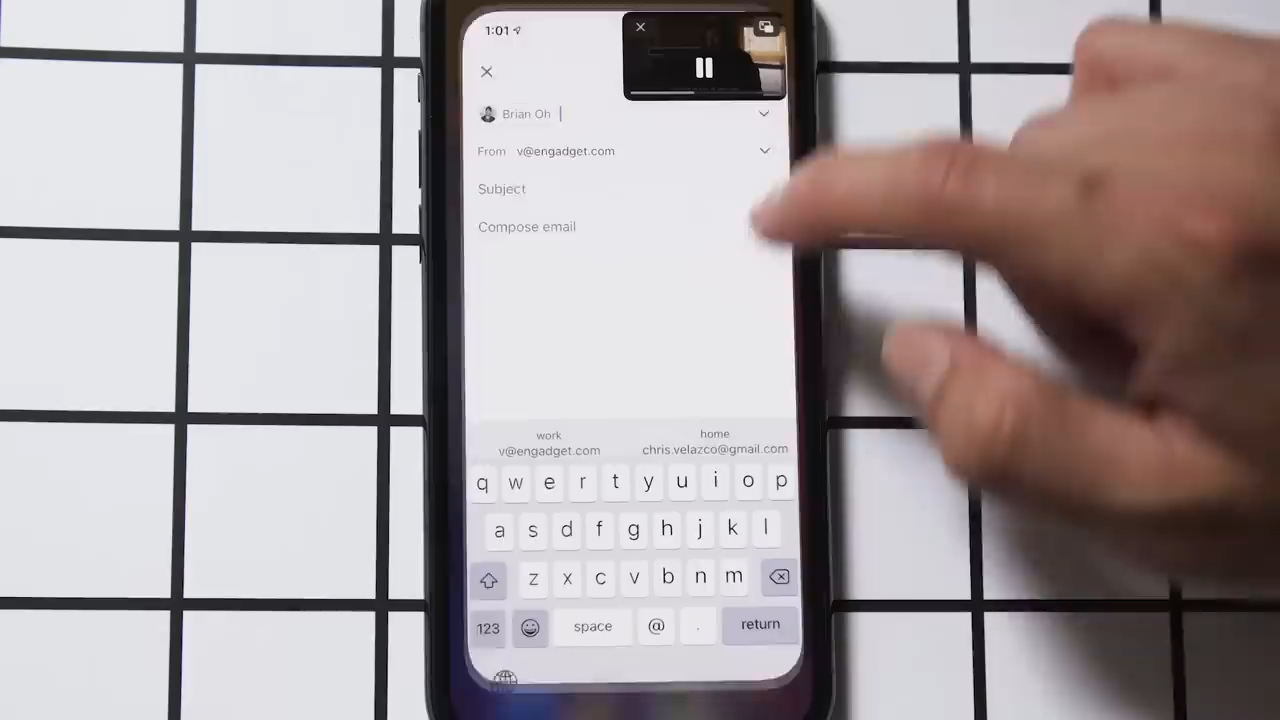 1:01
Brian Oh
From v@engadget.com
Subject
Compose email
work home
v@engadget.com chris.velazco@gmail.com
q w e r t y u i o p
a s d f g h j k l
z x c v b n m
123 space @ . return